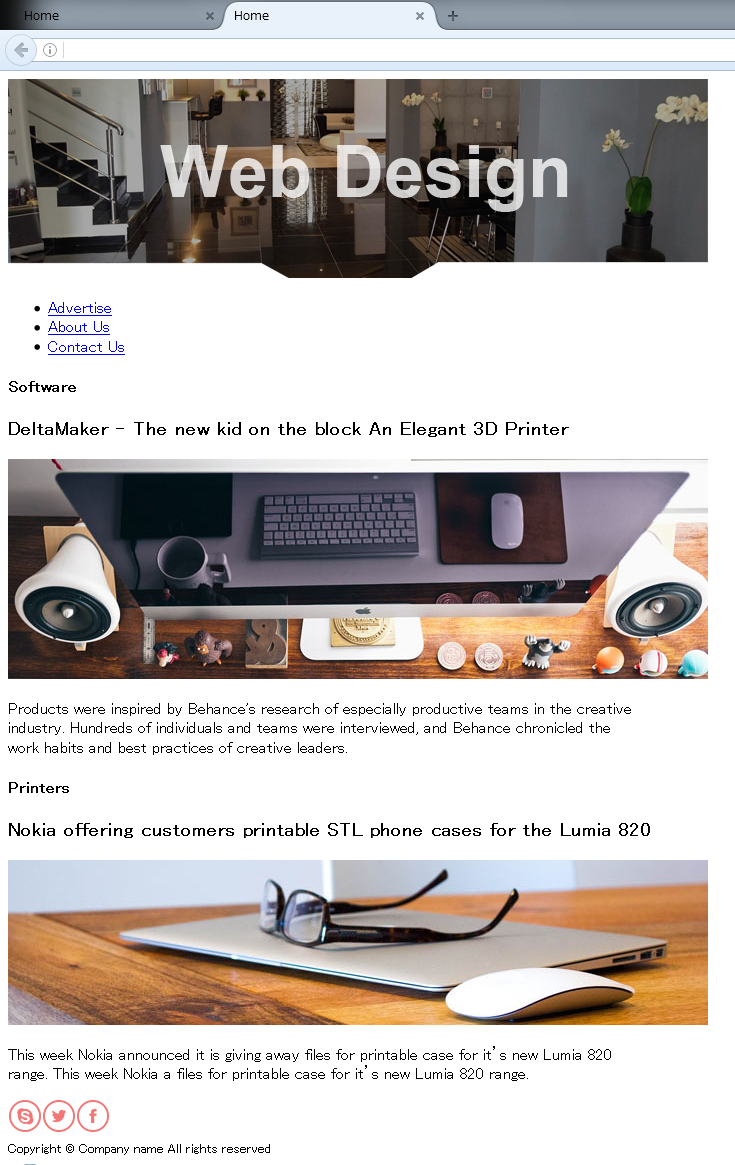 Home
Home
Web Design
Advertise
About Us
Contact Us
Software
DeltaMaker - The new kid on the block An Elegant 3D Printer
Products were inspired by Behance's research of especially productive teams in the creative
industry. Hundreds of individuals and teams were interviewed, and Behance chronicled the
work habits and best practices of creative leaders.
Printers
Nokia offering customers printable STL phone cases for the Lumia 820
This week Nokia announced it is giving away files for printable case for it’s new Lumia 820
range. This week Nokia a files for printable case for it’s new Lumia 820 range.
Copyright © Company name All rights reserved